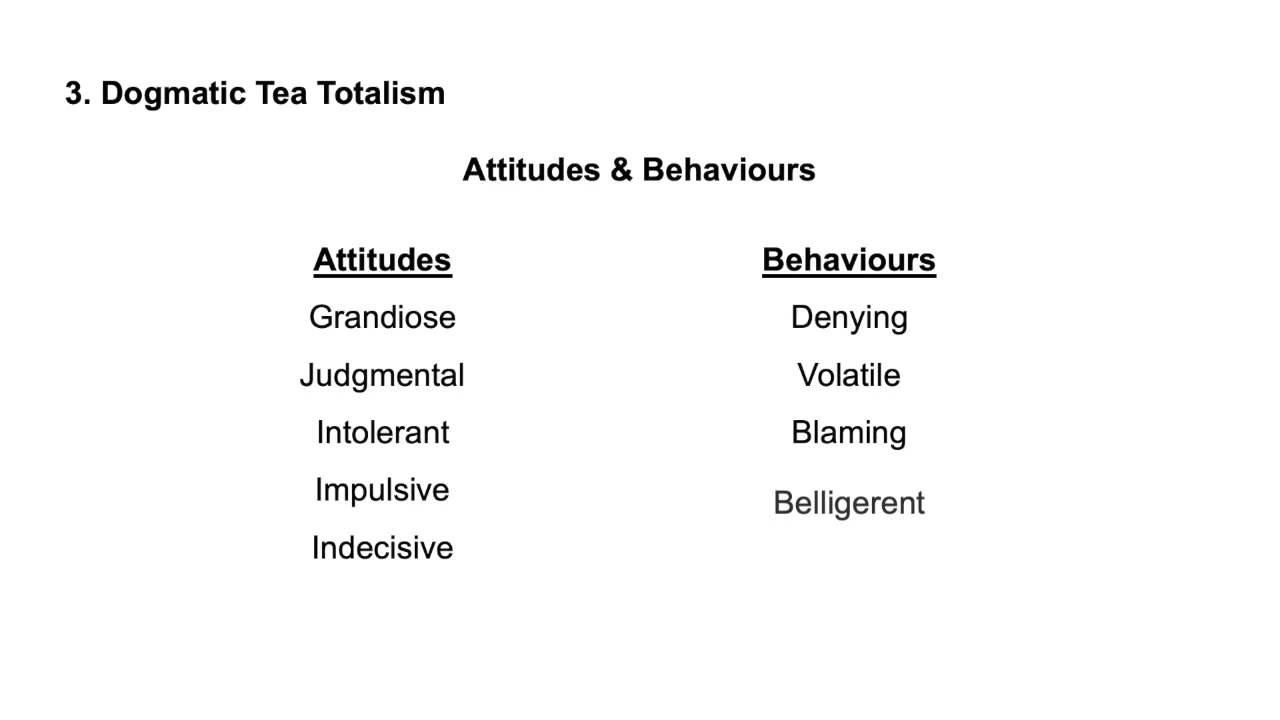 3. Dogmatic Tea Totalism
Attitudes & Behaviours
Attitudes
Grandiose
Judgmental
Intolerant
Impulsive
Indecisive
Behaviours
Denying
Volatile
Blaming
Belligerent